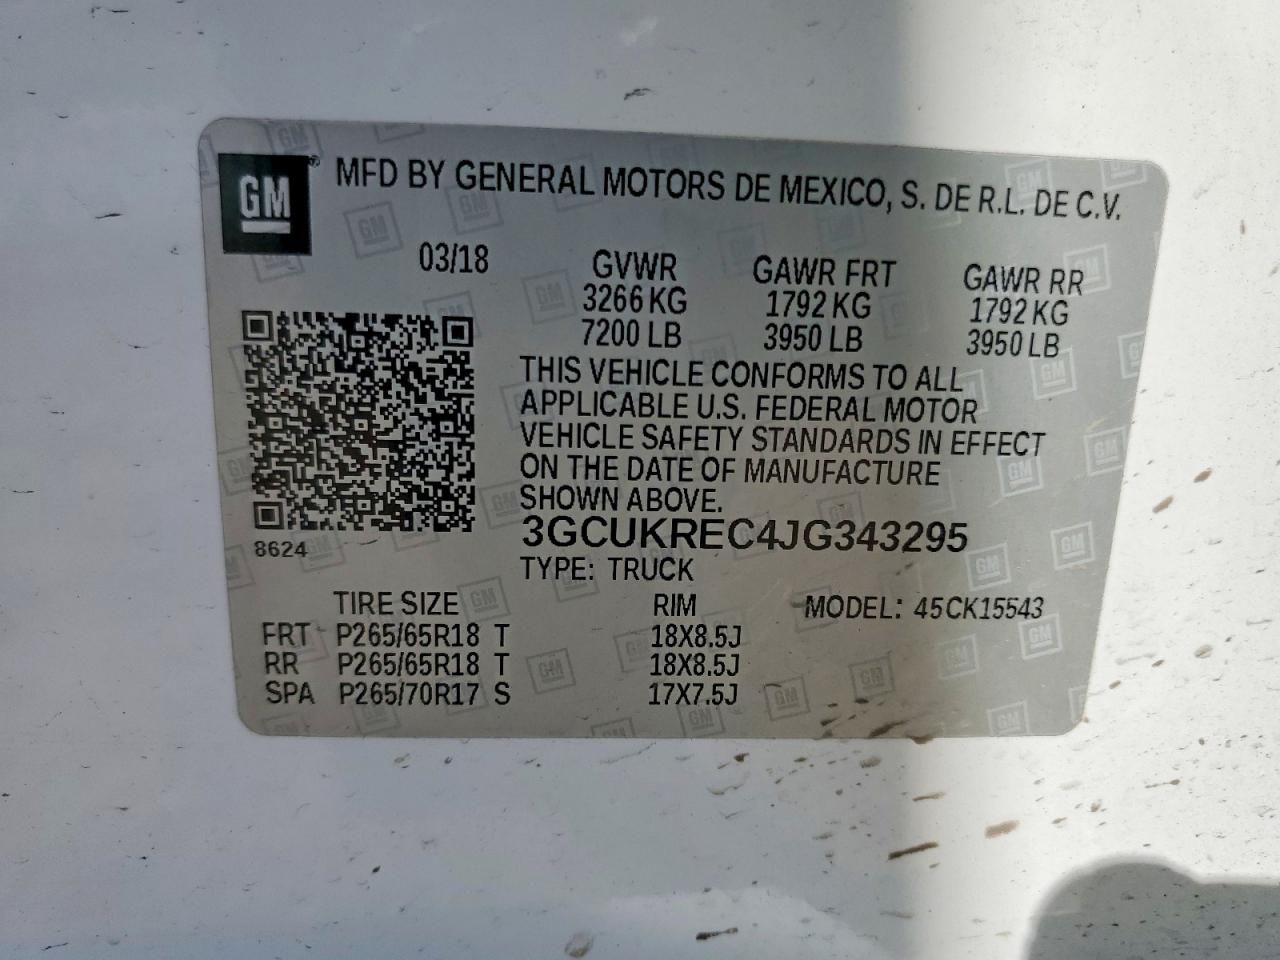 GM ® MFD BY GENERAL MOTORS DE MEXICO, S. DE R.L. DE C.V.
03/18 GVWR GAWR FRT GAWR RR
3266 KG 1792 KG 1792 KG
7200 LB 3950 LB 3950 LB
THIS VEHICLE CONFORMS TO ALL
APPLICABLE U.S. FEDERAL MOTOR
VEHICLE SAFETY STANDARDS IN EFFECT
ON THE DATE OF MANUFACTURE
SHOWN ABOVE.
8624 3GCUKREC4JG343295
TYPE: TRUCK
TIRE SIZE RIM MODEL: 45CK15543
FRT P265/65R18 T 18X8.5J
RR P265/65R18 T 18X8.5J
SPA P265/70R17 S 17X7.5J